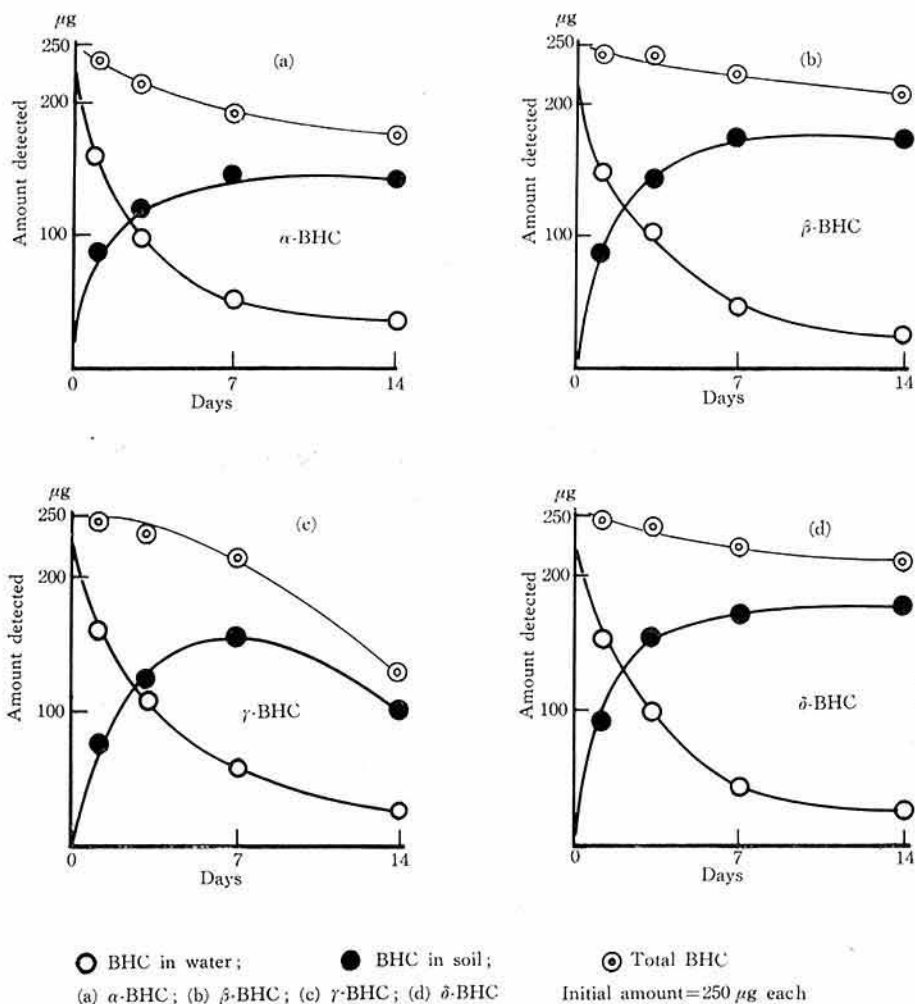 μg
250
200
100
Amount detected
(a)
α-BHC
0 7 14
Days
μg
250
200
100
Amount detected
(b)
β-BHC
0 7 14
Days
μg
250
200
100
Amount detected
(c)
γ-BHC
0 7 14
Days
μg
250
200
100
Amount detected
(d)
δ-BHC
0 7 14
Days
BHC in water; BHC in soil; Total BHC
(a) α-BHC; (b) β-BHC; (c) γ-BHC; (d) δ-BHC Initial amount=250 μg each